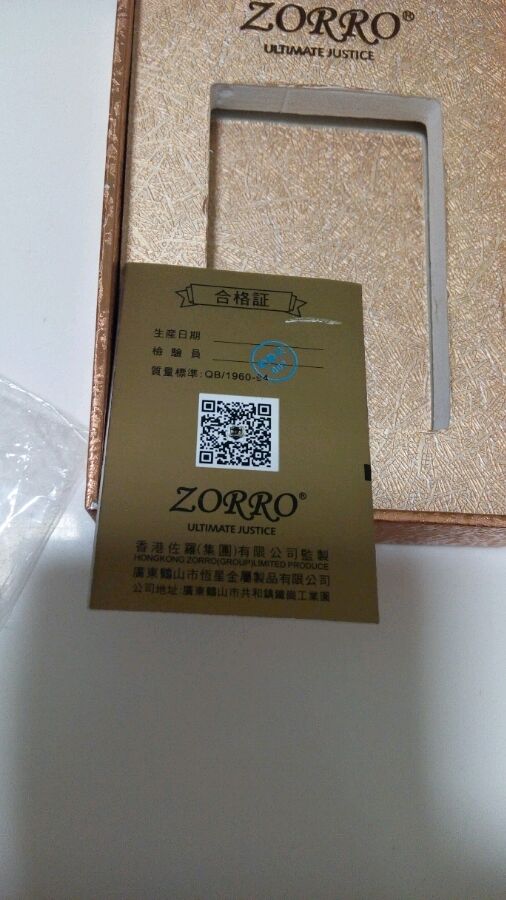 ZORRO®
ULTIMATE JUSTICE
合格証
生產日期
檢驗員
質量標準:QB/1960-94
ZORRO®
ULTIMATE JUSTICE
香港佐羅(集團)有限公司監製
HONGKONG ZORRO(GROUP)LIMITED PRODUCE
廣東鶴山市恒星金屬製品有限公司
公司地址:廣東鶴山市共和鎮鐵崗工業園